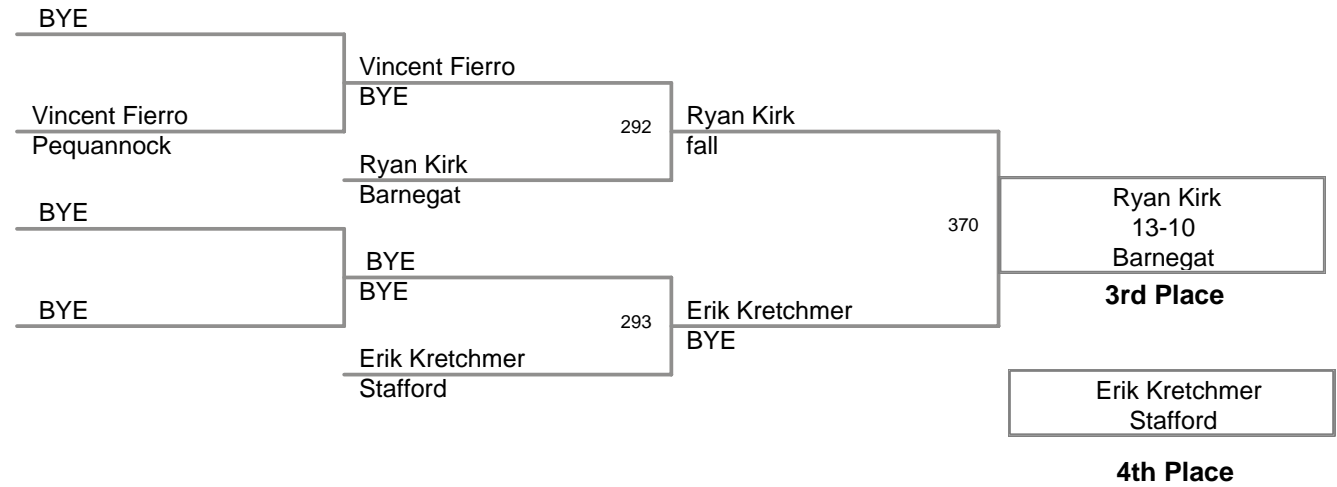 BYE
Vincent Fierro
BYE
Vincent Fierro
Pequannock
292
Ryan Kirk
fall
Ryan Kirk
Barnegat
BYE
Ryan Kirk
13-10
Barnegat
370
BYE
BYE
3rd Place
BYE
293
Erik Kretchmer
BYE
Erik Kretchmer
Stafford
Erik Kretchmer
Stafford
4th Place